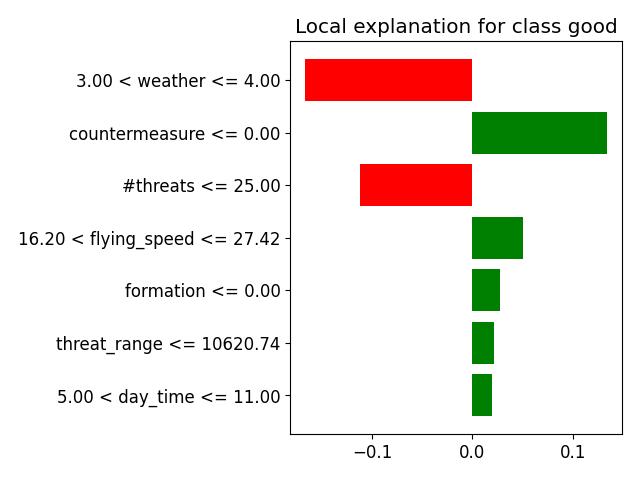 Local explanation for class good
3.00 < weather <= 4.00
countermeasure <= 0.00
#threats <= 25.00
16.20 < flying_speed <= 27.42
formation <= 0.00
threat_range <= 10620.74
5.00 < day_time <= 11.00
−0.1 0.0 0.1